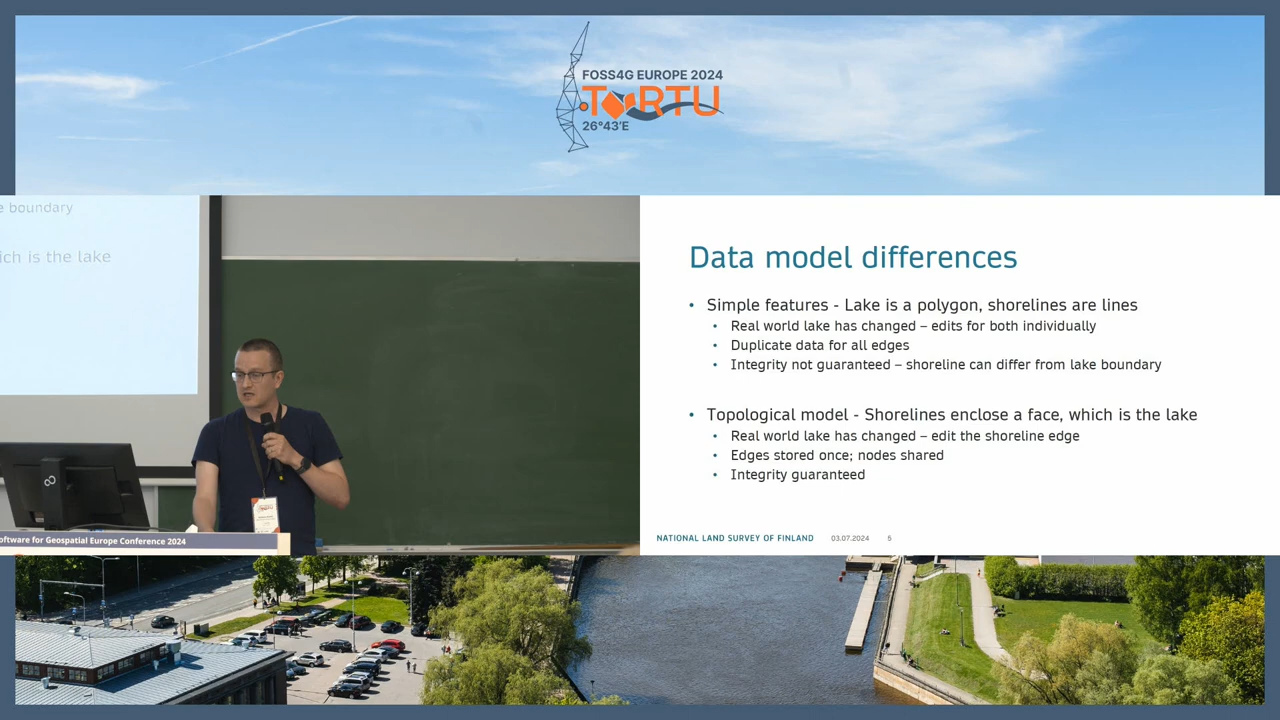 FOSS4G EUROPE 2024
TARTU
26°43'E
e boundary
ich is the lake
oftware for Geospatial Europe Conference 2024
Data model differences
• Simple features - Lake is a polygon, shorelines are lines
• Real world lake has changed – edits for both individually
• Duplicate data for all edges
• Integrity not guaranteed – shoreline can differ from lake boundary
• Topological model - Shorelines enclose a face, which is the lake
• Real world lake has changed – edit the shoreline edge
• Edges stored once; nodes shared
• Integrity guaranteed
NATIONAL LAND SURVEY OF FINLAND 03.07.2024 5